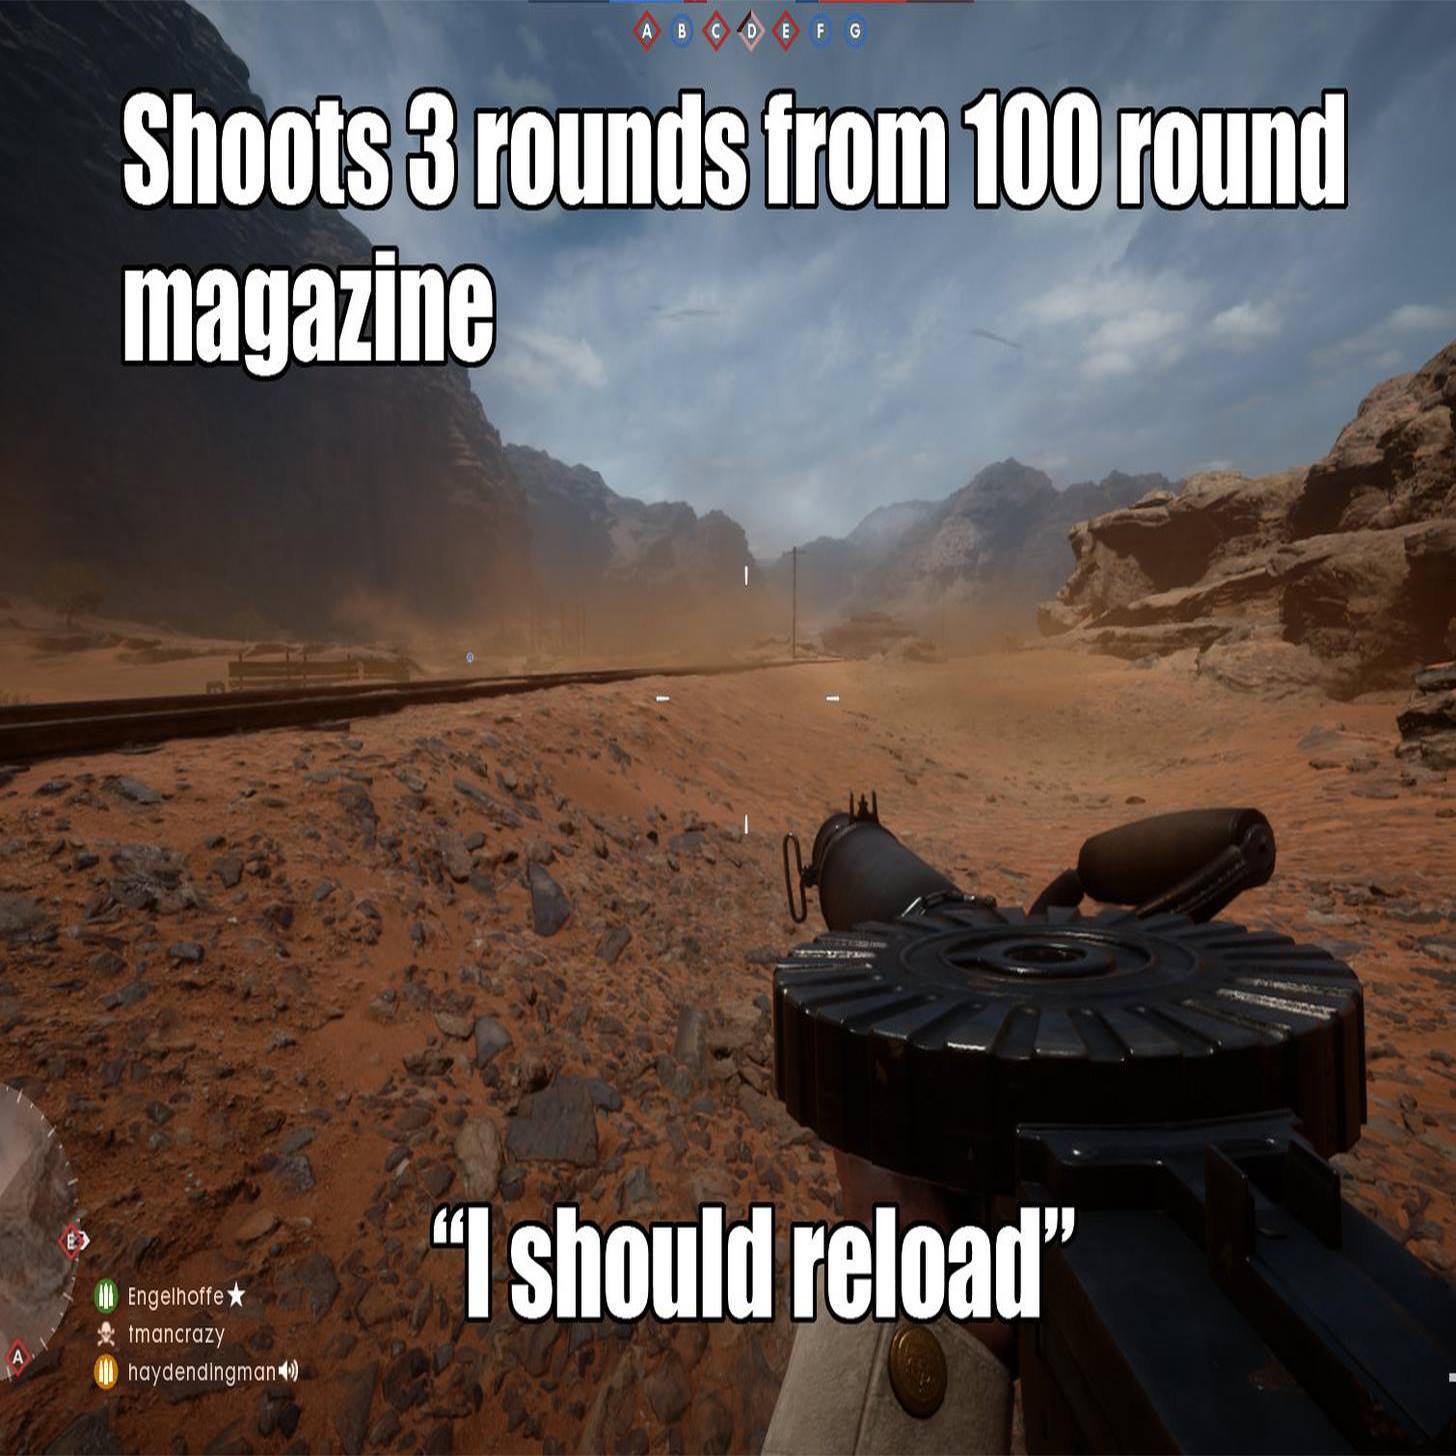 A B C D E F G
Shoots 3 rounds from 100 round
magazine
“I should reload”
E
Engelhoffe
tmancrazy
A
haydendingman